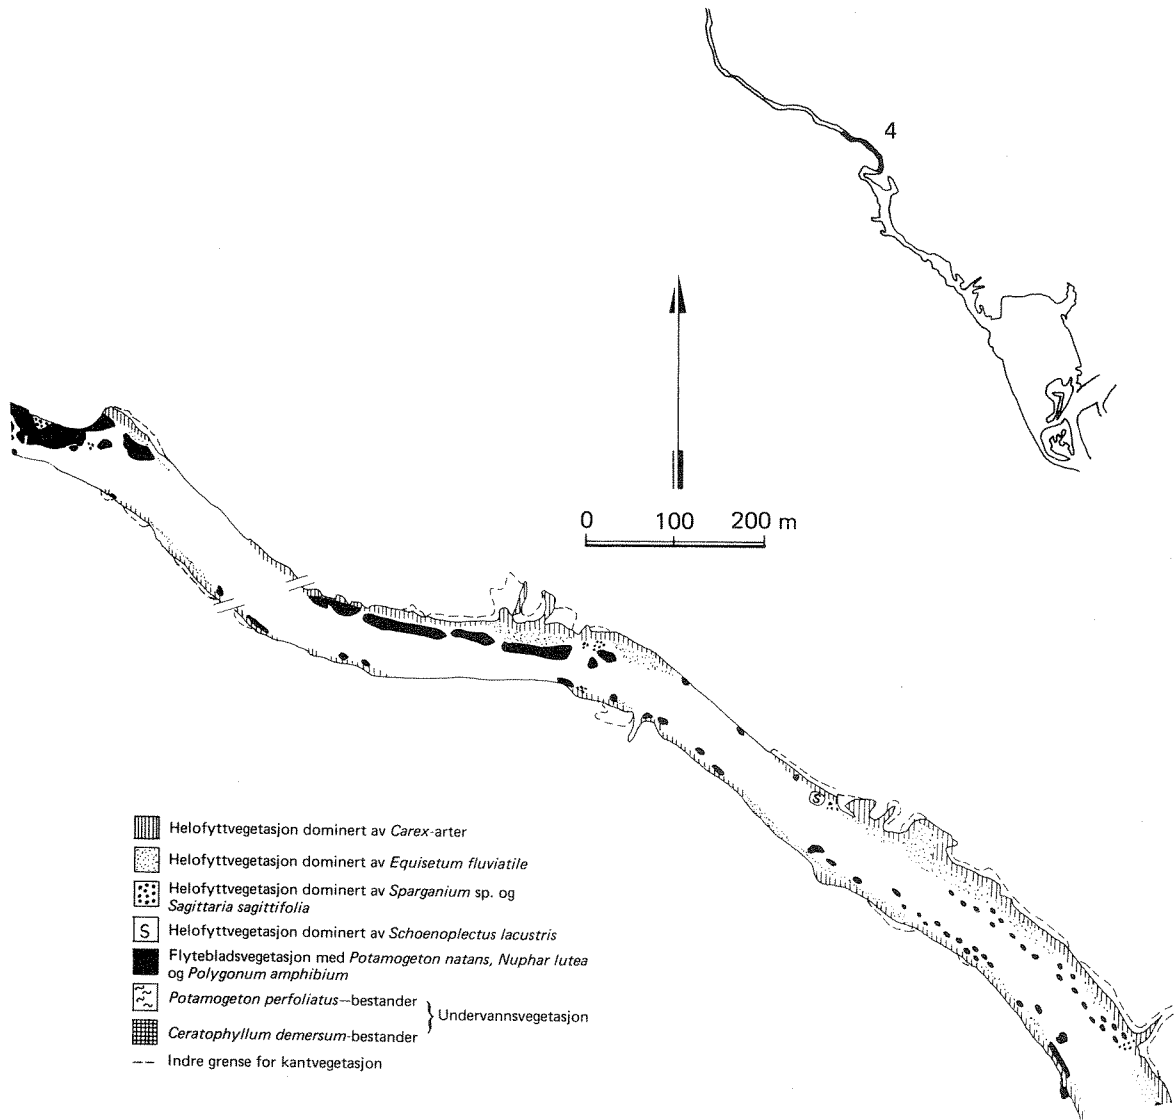 4
0 100 200 m
S
Helofyttvegetasjon dominert av Carex-arter
Helofyttvegetasjon dominert av Equisetum fluviatile
Helofyttvegetasjon dominert av Sparganium sp. og
Sagittaria sagittifolia
S Helofyttvegetasjon dominert av Schoenoplectus lacustris
Flytebladsvegetasjon med Potamogeton natans, Nuphar lutea
og Polygonum amphibium
Potamogeton perfoliatus–bestander
} Undervannsvegetasjon
Ceratophyllum demersum-bestander
Indre grense for kantvegetasjon